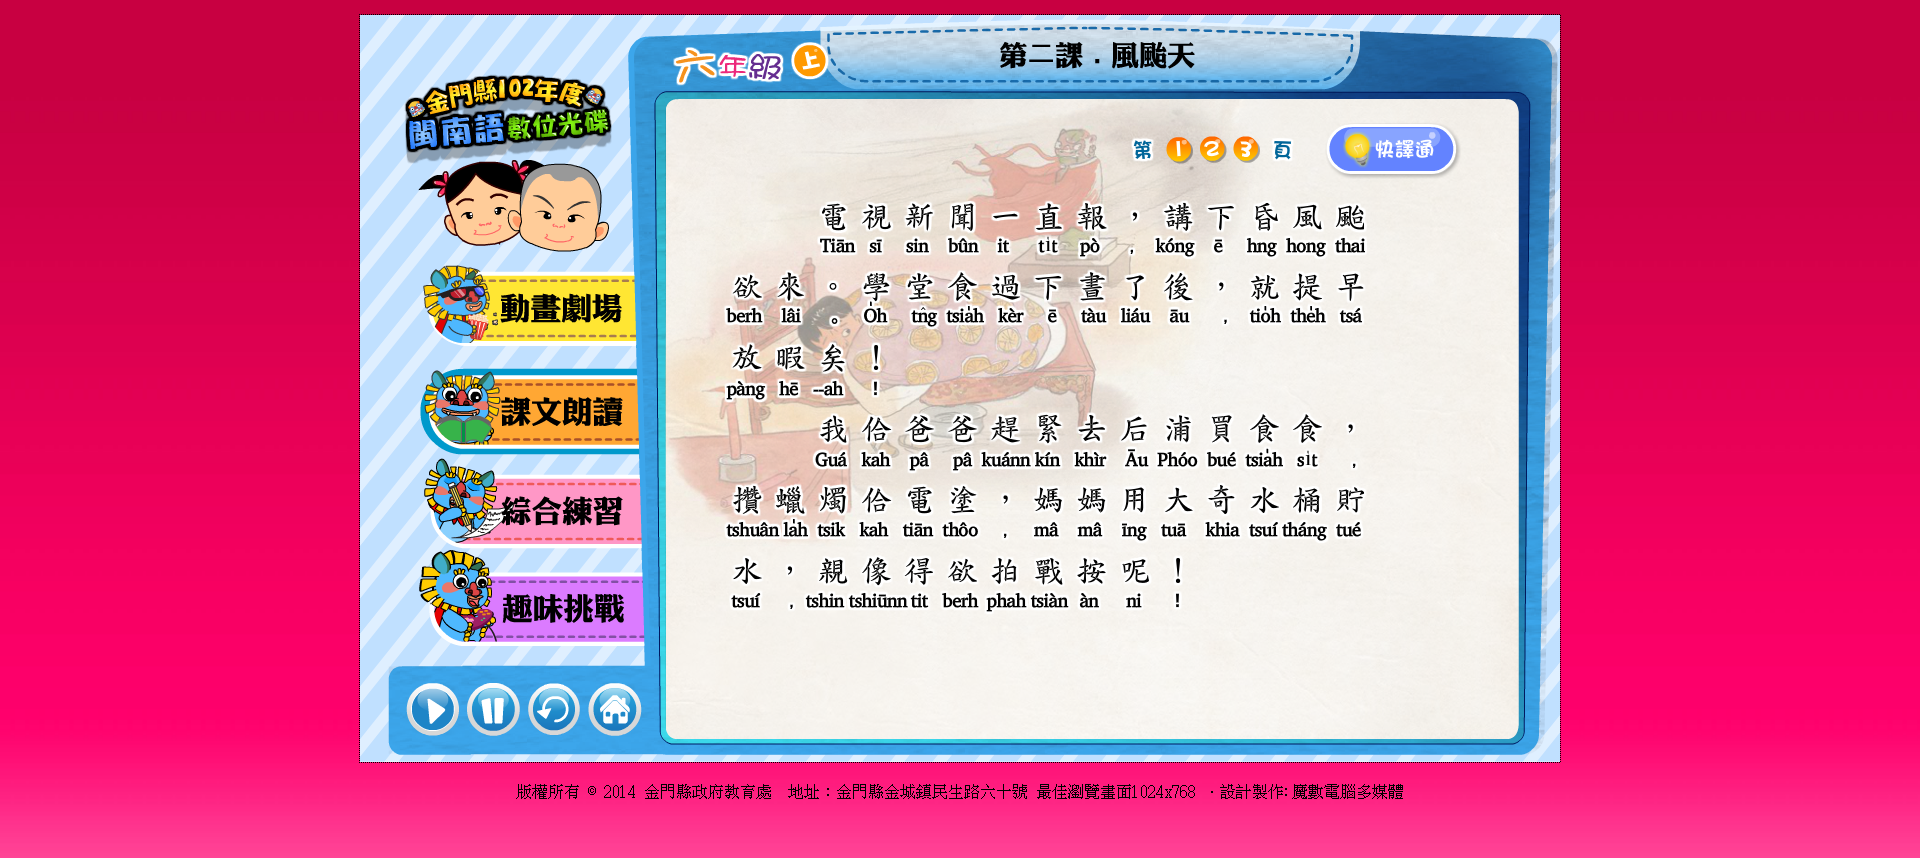 金門縣102年度
閩南語數位光碟
動畫劇場
課文朗讀
綜合練習
趣味挑戰
六年級 上
第二課．風颱天
第 1 2 3 頁
快譯通
電視新聞一直報，講下昏風颱
Tiān sī sin bûn it ti̍t pò , kóng ē hng hong thai
欲來。學堂食過下晝了後，就提早
berh lâi 。 O̍h tn̂g tsia̍h kèr ē tàu liáu āu , tio̍h the̍h tsá
放暇矣！
pàng hē --ah !
我佮爸爸趕緊去后浦買食食，
Guá kah pâ pâ kuánn kín khìr Āu Phóo bué tsia̍h si̍t ,
攢蠟燭佮電塗，媽媽用大奇水桶貯
tshuân la̍h tsik kah tiān thôo , mâ mâ īng tuā khia tsuí tháng tué
水，親像得欲拍戰按呢！
tsuí , tshin tshiūnn tit berh phah tsiàn àn ni !
版權所有 © 2014 金門縣政府教育處 地址：金門縣金城鎮民生路六十號 最佳瀏覽畫面1024x768 ．設計製作：魔數電腦多媒體